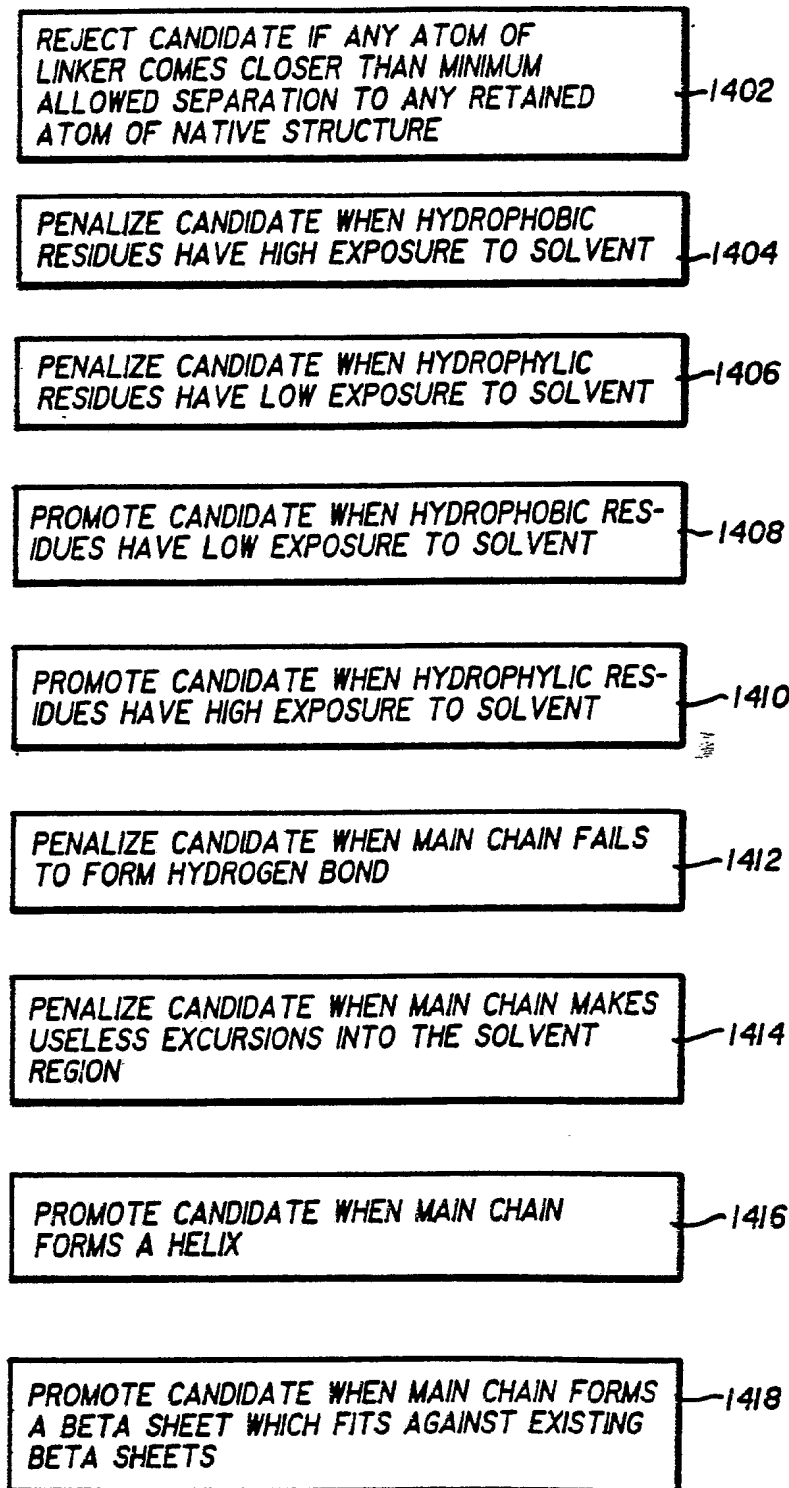 REJECT CANDIDATE IF ANY ATOM OF
LINKER COMES CLOSER THAN MINIMUM
ALLOWED SEPARATION TO ANY RETAINED
ATOM OF NATIVE STRUCTURE
1402
PENALIZE CANDIDATE WHEN HYDROPHOBIC
RESIDUES HAVE HIGH EXPOSURE TO SOLVENT
1404
PENALIZE CANDIDATE WHEN HYDROPHYLIC
RESIDUES HAVE LOW EXPOSURE TO SOLVENT
1406
PROMOTE CANDIDATE WHEN HYDROPHOBIC RES-
IDUES HAVE LOW EXPOSURE TO SOLVENT
1408
PROMOTE CANDIDATE WHEN HYDROPHYLIC RES-
IDUES HAVE HIGH EXPOSURE TO SOLVENT
1410
PENALIZE CANDIDATE WHEN MAIN CHAIN FAILS
TO FORM HYDROGEN BOND
1412
PENALIZE CANDIDATE WHEN MAIN CHAIN MAKES
USELESS EXCURSIONS INTO THE SOLVENT
REGION
1414
PROMOTE CANDIDATE WHEN MAIN CHAIN
FORMS A HELIX
1416
PROMOTE CANDIDATE WHEN MAIN CHAIN FORMS
A BETA SHEET WHICH FITS AGAINST EXISTING
BETA SHEETS
1418